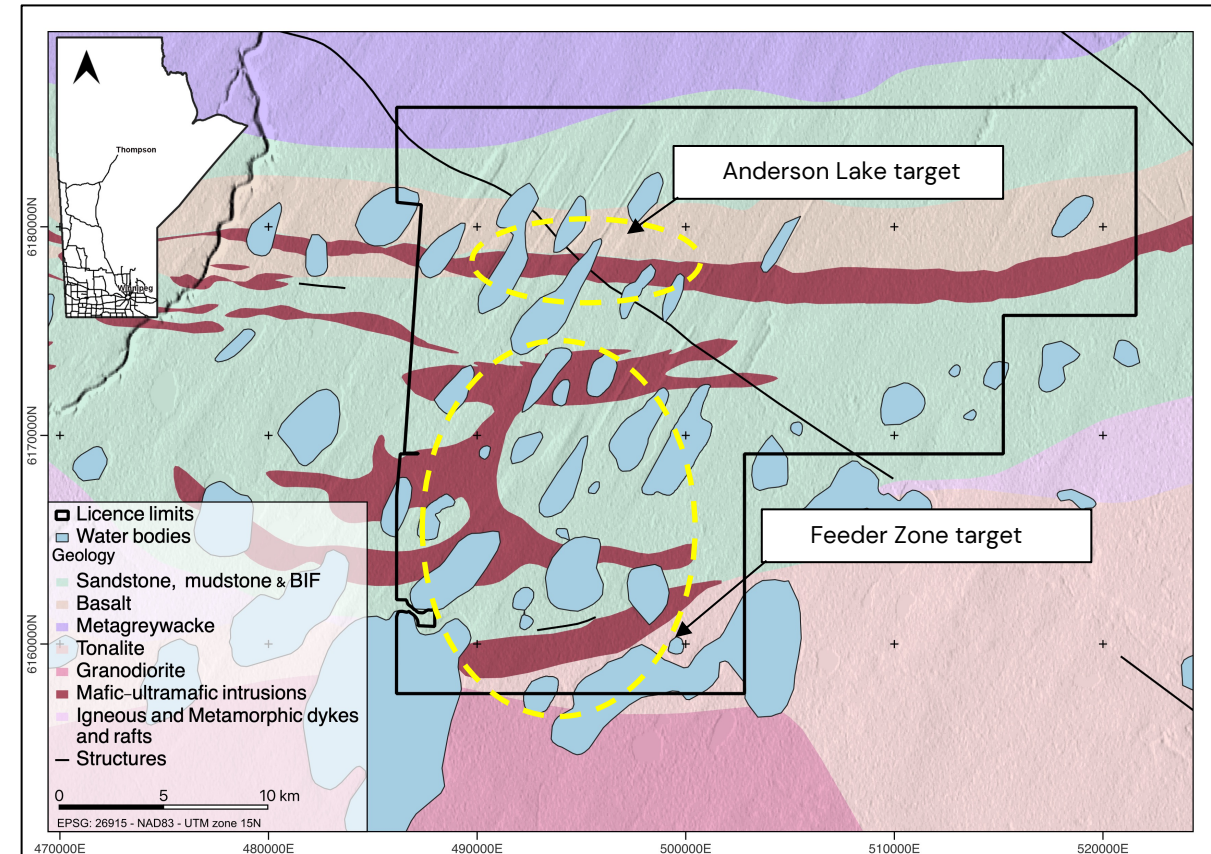 Thompson
Winnipeg
Anderson Lake target
Feeder Zone target
6180000N
6170000N
6160000N
Licence limits
Water bodies
Geology
Sandstone, mudstone & BIF
Basalt
Metagreywacke
Tonalite
Granodiorite
Mafic-ultramafic intrusions
Igneous and Metamorphic dykes
and rafts
Structures
0 5 10 km
EPSG: 26915 - NAD83 - UTM zone 15N
470000E 480000E 490000E 500000E 510000E 520000E